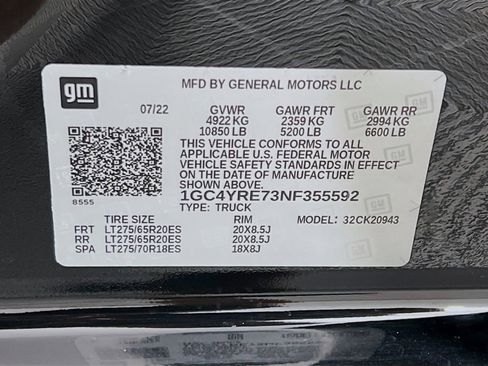 gm
MFD BY GENERAL MOTORS LLC
07/22 GVWR GAWR FRT GAWR RR
4922 KG 2359 KG 2994 KG
10850 LB 5200 LB 6600 LB
THIS VEHICLE CONFORMS TO ALL
APPLICABLE U.S. FEDERAL MOTOR
VEHICLE SAFETY STANDARDS IN EFFECT
ON THE DATE OF MANUFACTURE
SHOWN ABOVE.
8555
1GC4YRE73NF355592
TYPE: TRUCK MODEL: 32CK20943
TIRE SIZE RIM
FRT LT275/65R20ES 20X8.5J
RR LT275/65R20ES 20X8.5J
SPA LT275/70R18ES 18X8J